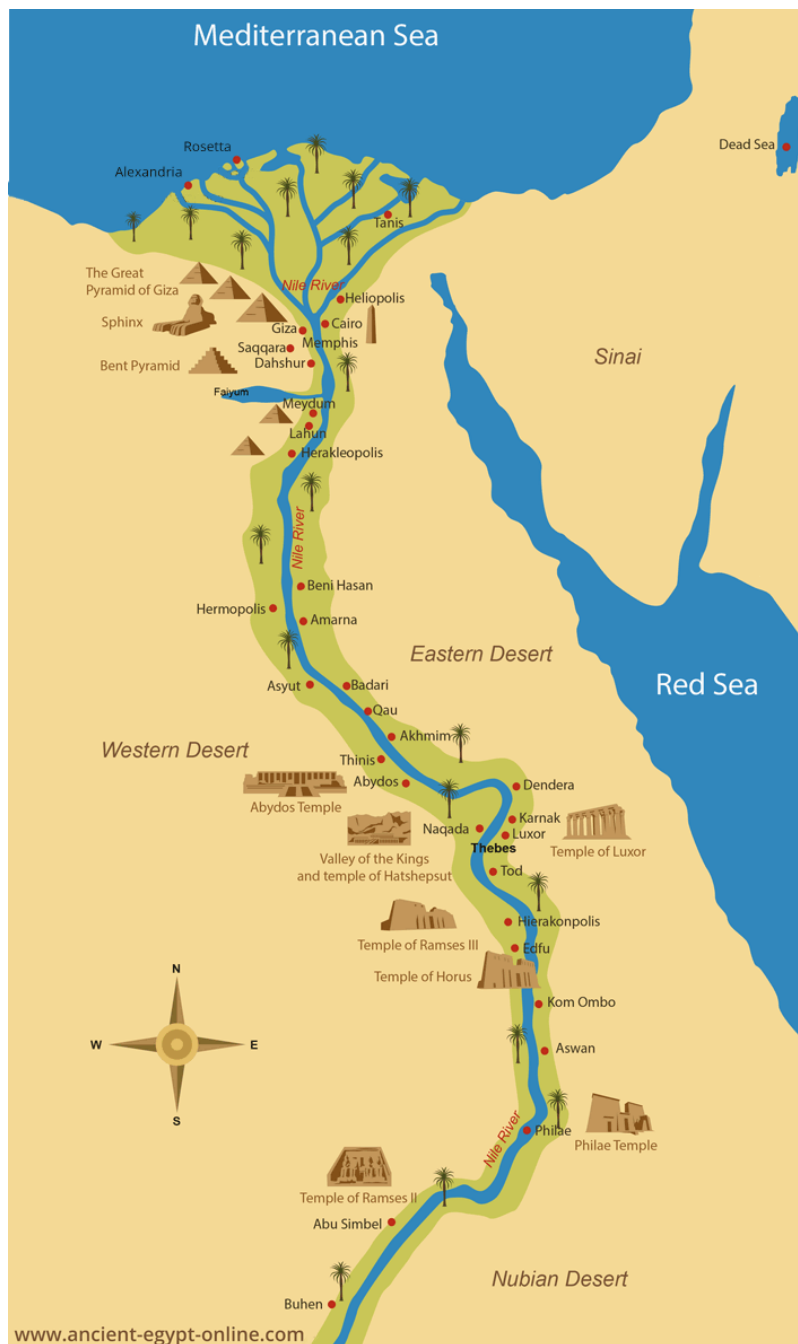 Mediterranean Sea
Rosetta
Dead Sea
Alexandria
Tanis
The Great
Pyramid of Giza
Nile River
Heliopolis
Sphinx
Cairo
Giza
Memphis
Saqqara
Sinai
Bent Pyramid
Dahshur
Faiyum
Meydum
Lahun
Herakleopolis
Nile River
Beni Hasan
Hermopolis
Amarna
Eastern Desert
Asyut
Badari
Red Sea
Qau
Akhmim
Western Desert
Thinis
Abydos
Dendera
Abydos Temple
Karnak
Naqada
Luxor
Thebes
Temple of Luxor
Valley of the Kings
and temple of Hatshepsut
Tod
Hierakonpolis
Temple of Ramses III
Edfu
Temple of Horus
N
Kom Ombo
W
E
Aswan
S
Nile River
Philae
Philae Temple
Temple of Ramses II
Abu Simbel
Nubian Desert
Buhen
www.ancient-egypt-online.com